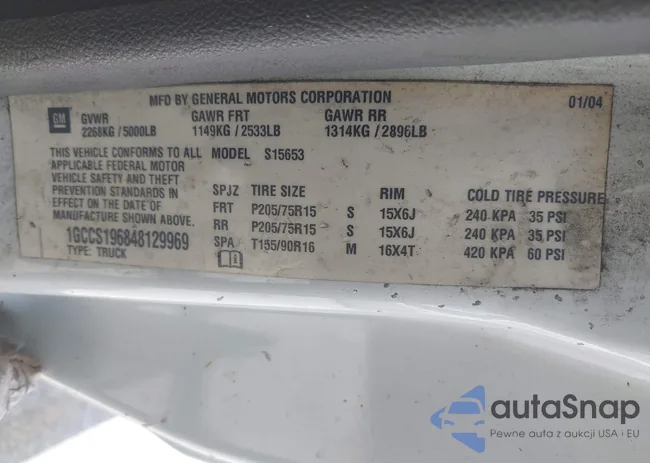 MFD BY GENERAL MOTORS CORPORATION 01/04
GM GVWR GAWR FRT GAWR RR
2268KG / 5000LB 1149KG / 2533LB 1314KG / 2896LB
THIS VEHICLE CONFORMS TO ALL MODEL S15653
APPLICABLE FEDERAL MOTOR
VEHICLE SAFETY AND THEFT SPJZ TIRE SIZE RIM COLD TIRE PRESSURE
PREVENTION STANDARDS IN FRT P205/75R15 S 15X6J 240 KPA 35 PSI
EFFECT ON THE DATE OF RR P205/75R15 S 15X6J 240 KPA 35 PSI
MANUFACTURE SHOWN ABOVE. SPA T155/90R16 M 16X4T 420 KPA 60 PSI
1GCCS196848129969
TYPE: TRUCK
autaSnap
Pewne auta z aukcji USA i EU